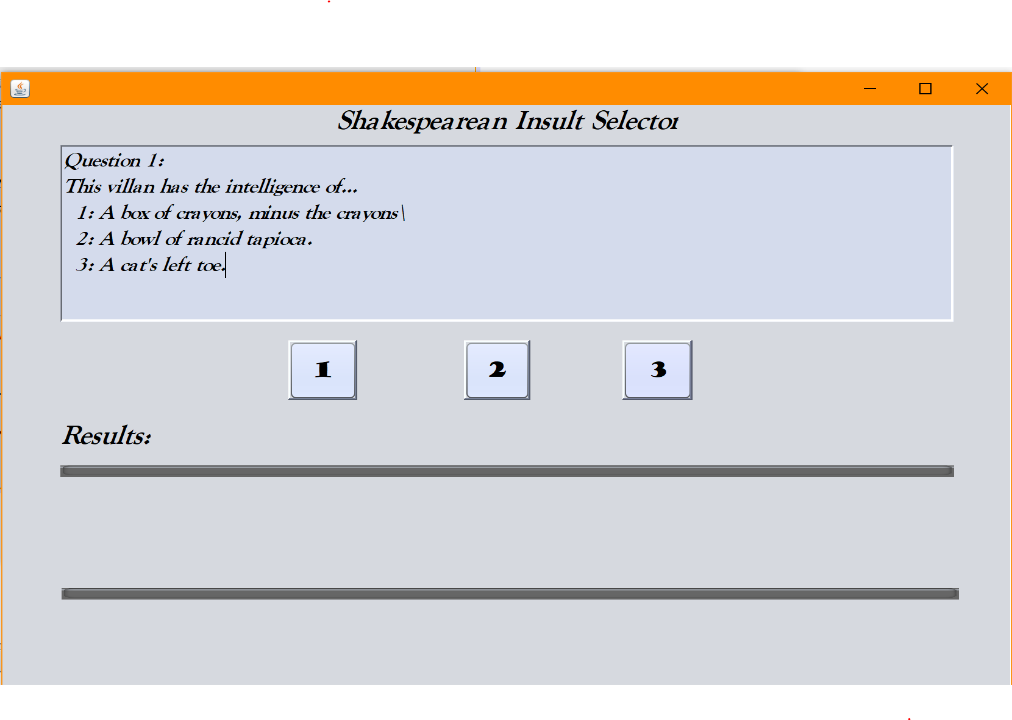 Shakespearean Insult Selector
Question 1:
This villan has the intelligence of...
1: A box of crayons, minus the crayons\
2: A bowl of rancid tapioca.
3: A cat's left toe.
1 2 3
Results: